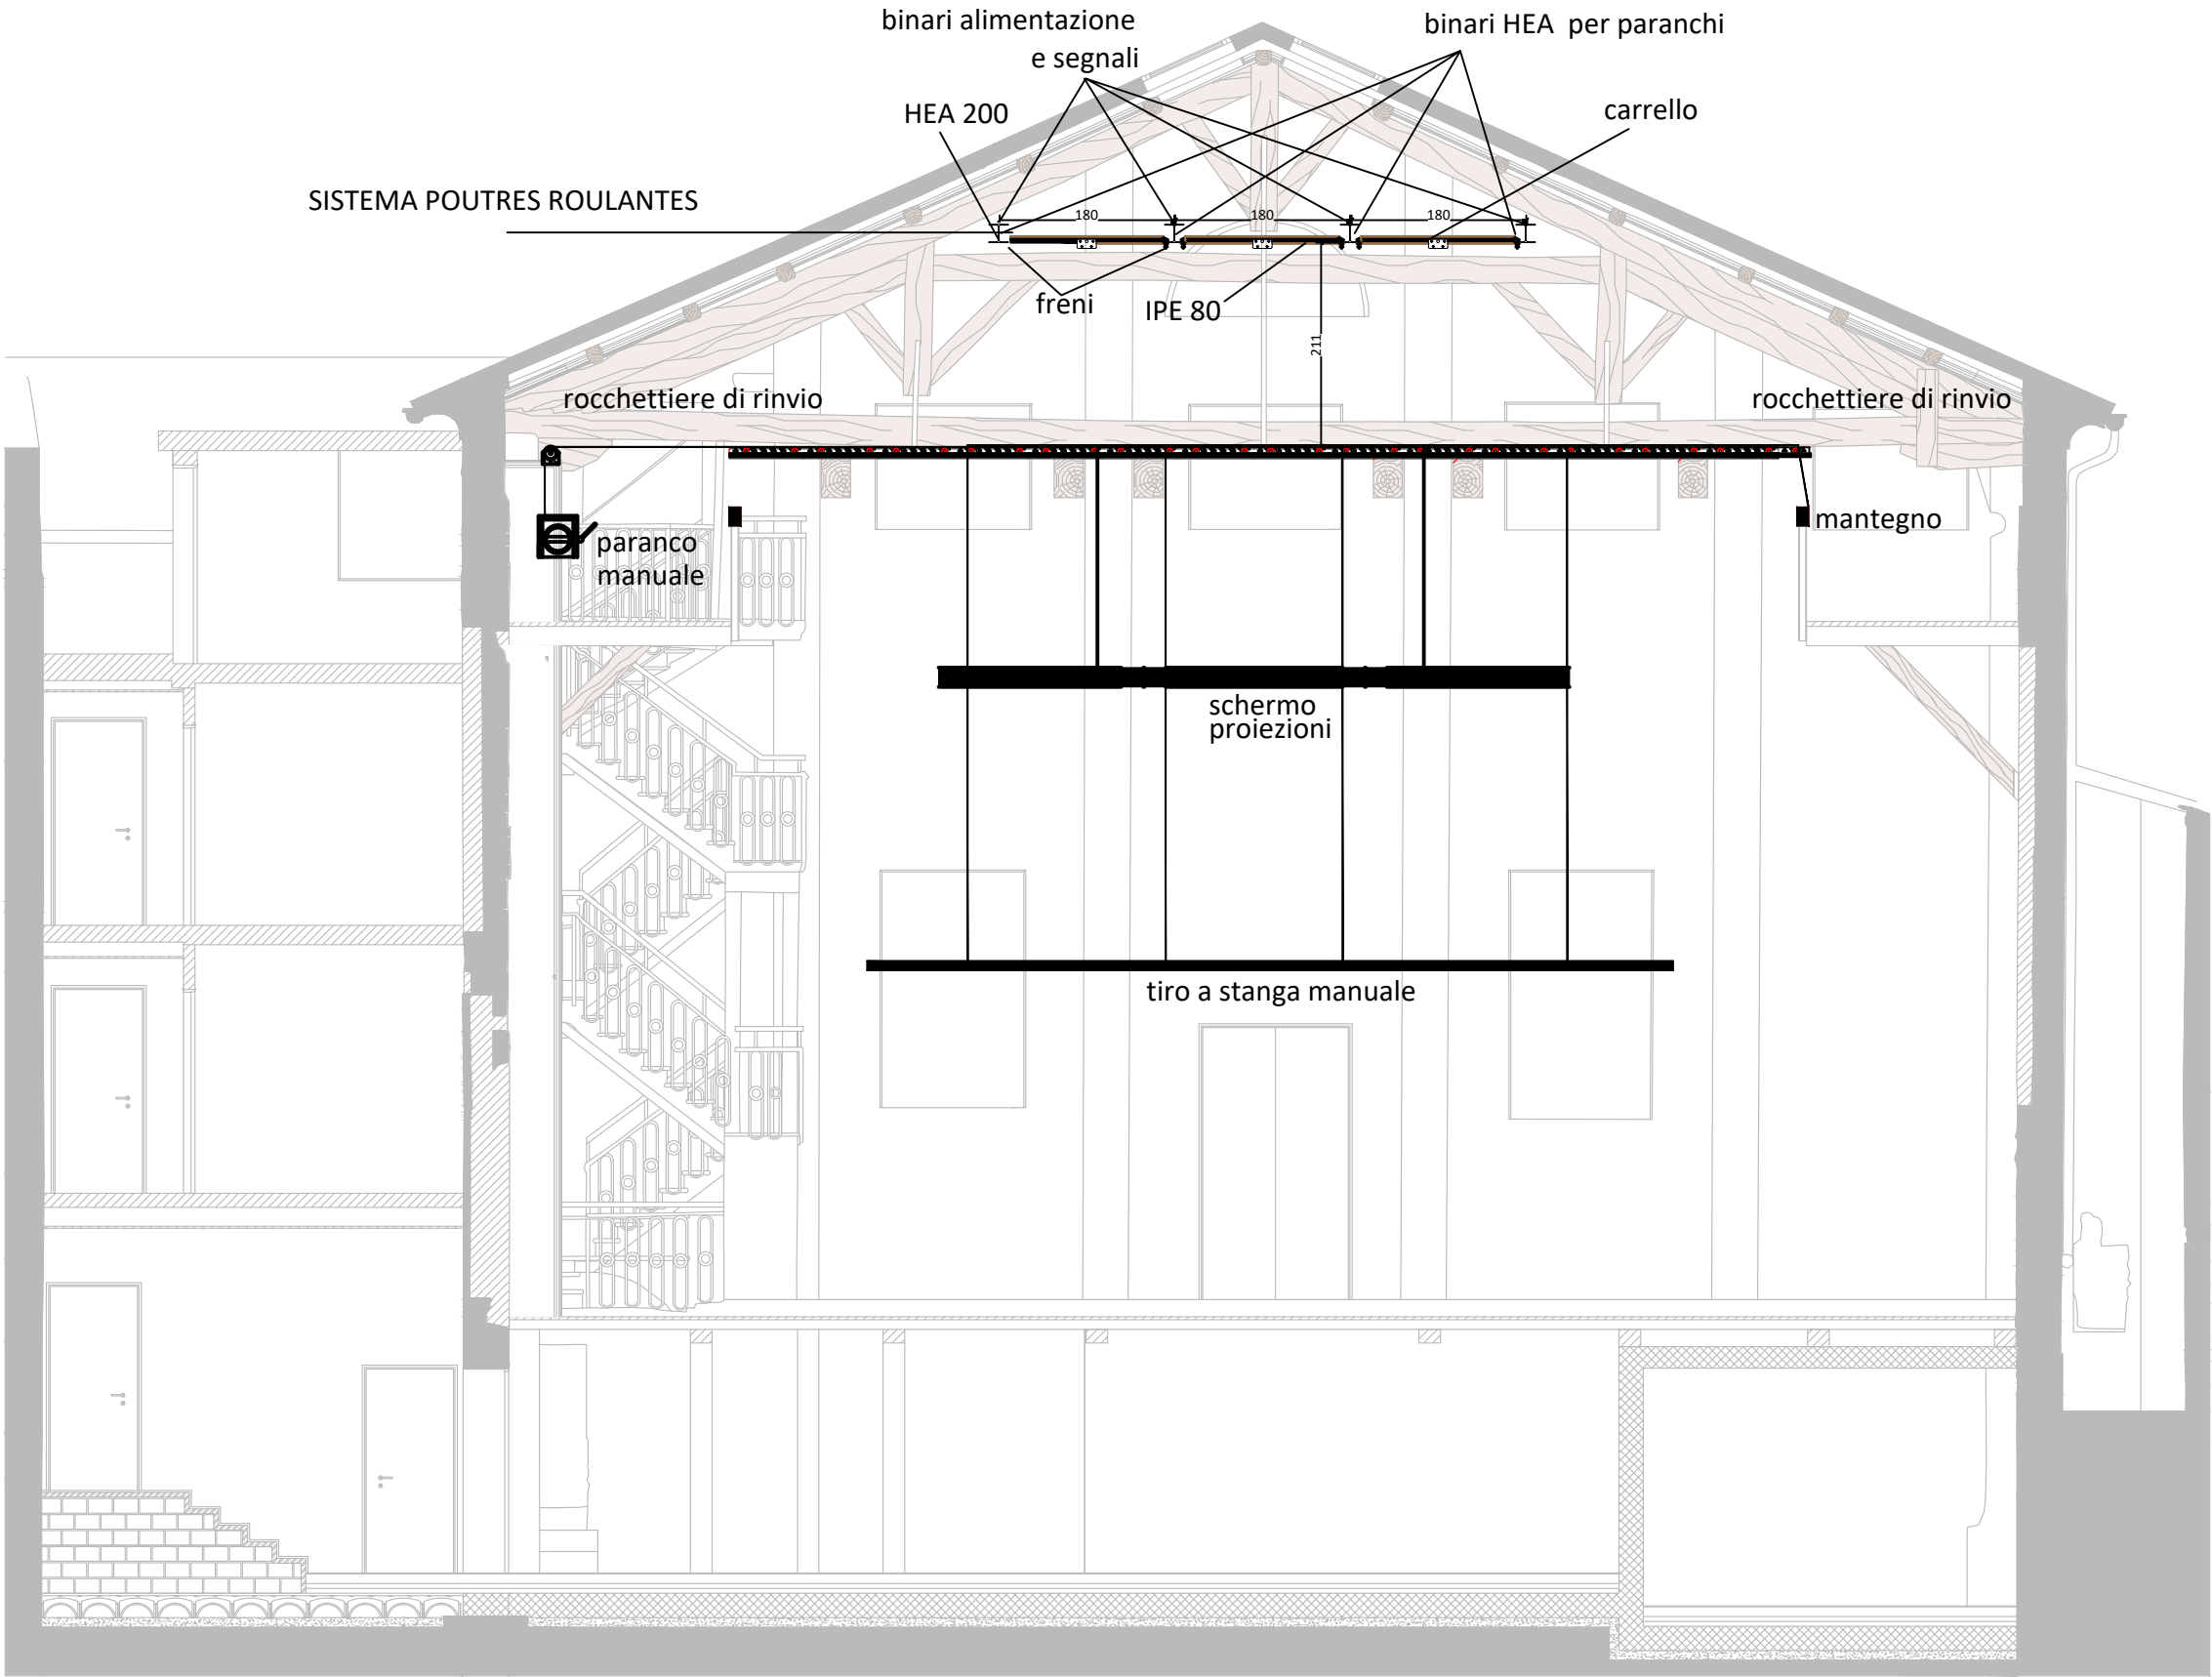 binari alimentazione
e segnali
binari HEA per paranchi
HEA 200
carrello
SISTEMA POUTRES ROULANTES
180
180
180
freni
IPE 80
211
rocchettiere di rinvio
rocchettiere di rinvio
paranco
manuale
mantegno
schermo
proiezioni
tiro a stanga manuale